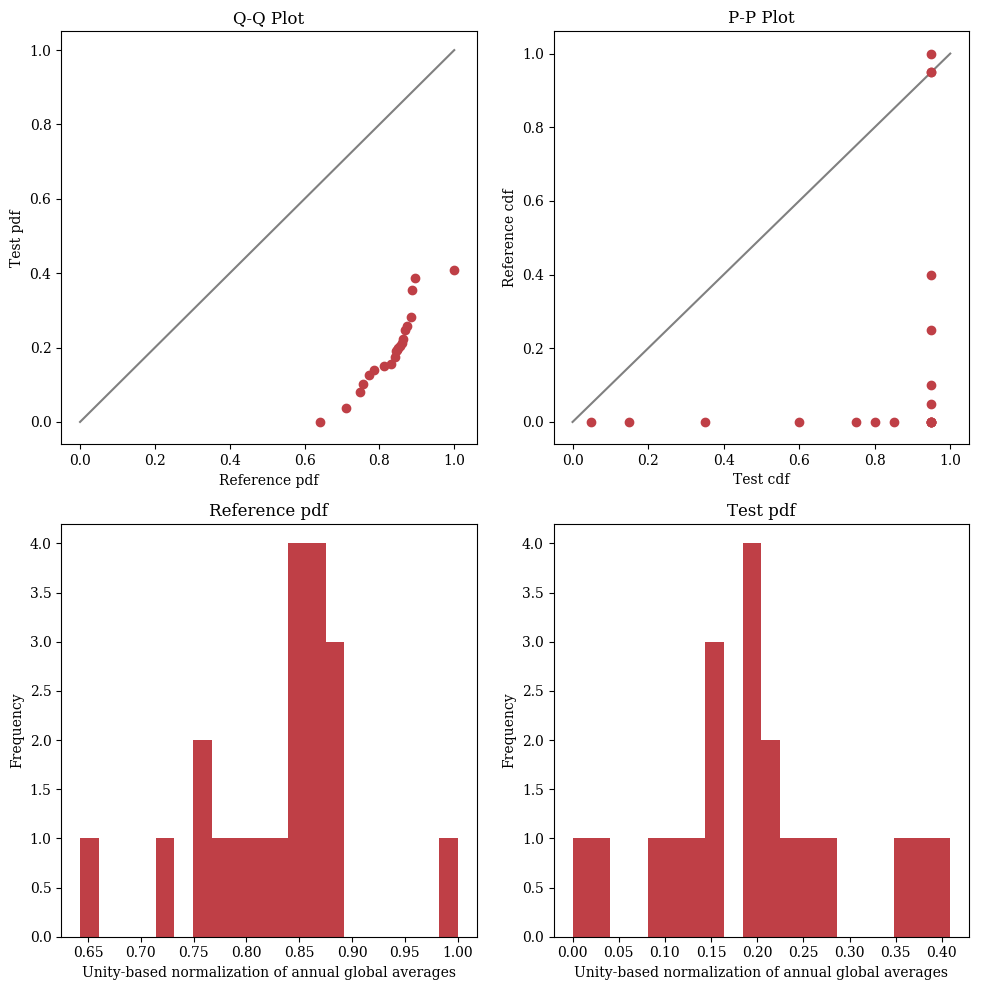 Q-Q Plot
1.0
0.8
0.6
0.4
0.2
0.0
Test pdf
0.0 0.2 0.4 0.6 0.8 1.0
Reference pdf
P-P Plot
1.0
0.8
0.6
0.4
0.2
0.0
Reference cdf
0.0 0.2 0.4 0.6 0.8 1.0
Test cdf
Reference pdf
4.0
3.5
3.0
2.5
2.0
1.5
1.0
0.5
0.0
Frequency
0.65 0.70 0.75 0.80 0.85 0.90 0.95 1.00
Unity-based normalization of annual global averages
Test pdf
4.0
3.5
3.0
2.5
2.0
1.5
1.0
0.5
0.0
Frequency
0.00 0.05 0.10 0.15 0.20 0.25 0.30 0.35 0.40
Unity-based normalization of annual global averages